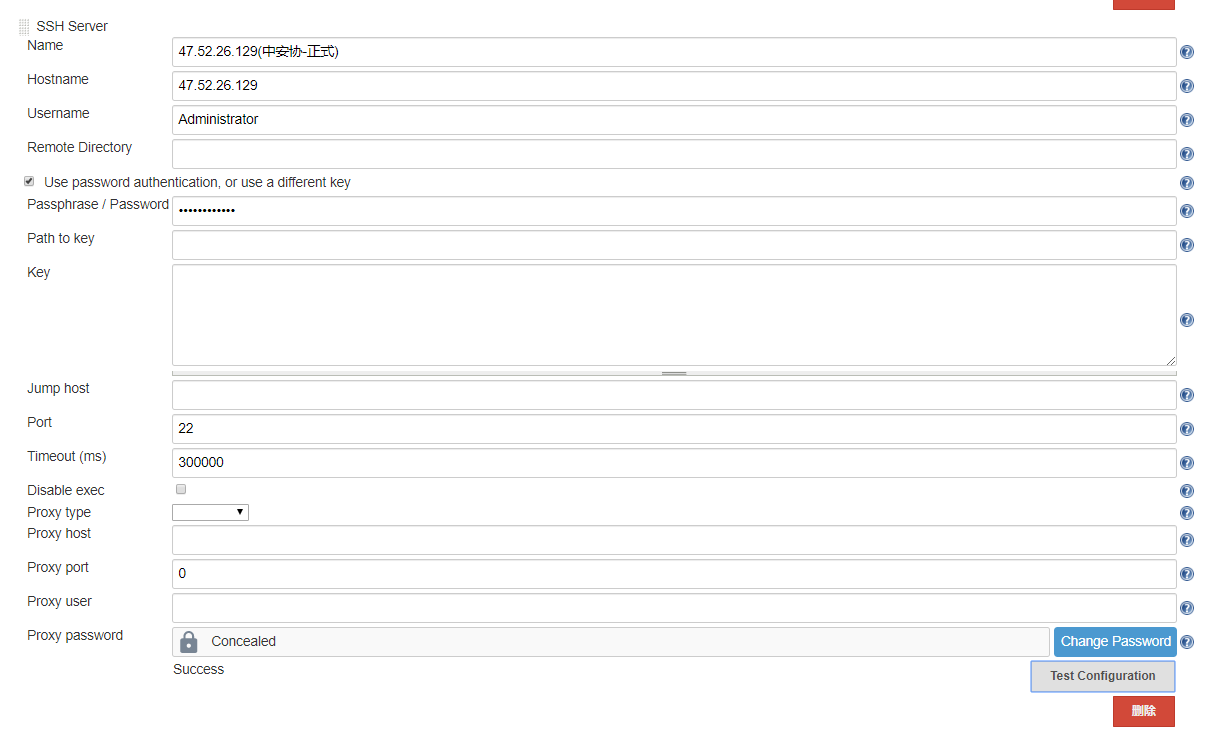 SSH Server
Name
47.52.26.129(中安协-正式)
Hostname
47.52.26.129
Username
Administrator
Remote Directory
Use password authentication, or use a different key
Passphrase / Password
••••••••••••
Path to key
Key
Jump host
Port
22
Timeout (ms)
300000
Disable exec
Proxy type
Proxy host
Proxy port
0
Proxy user
Proxy password
Concealed
Change Password
Success
Test Configuration
删除